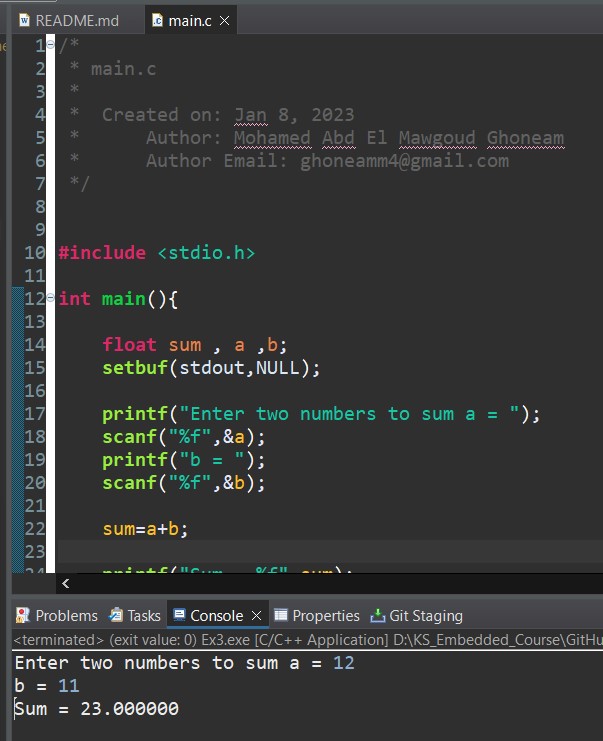 README.md main.c
1 /*
2 * main.c
3 *
4 * Created on: Jan 8, 2023
5 * Author: Mohamed Abd El Mawgoud Ghoneam
6 * Author Email: ghoneamm4@gmail.com
7 */
8
9
10 #include <stdio.h>
11
12 int main(){
13
14 float sum , a ,b;
15 setbuf(stdout,NULL);
16
17 printf("Enter two numbers to sum a = ");
18 scanf("%f",&a);
19 printf("b = ");
20 scanf("%f",&b);
21
22 sum=a+b;
23
24 printf("Sum = %f",sum);
Problems Tasks Console Properties Git Staging
<terminated> (exit value: 0) Ex3.exe [C/C++ Application] D:\KS_Embedded_Course\GitHu
Enter two numbers to sum a = 12
b = 11
Sum = 23.000000